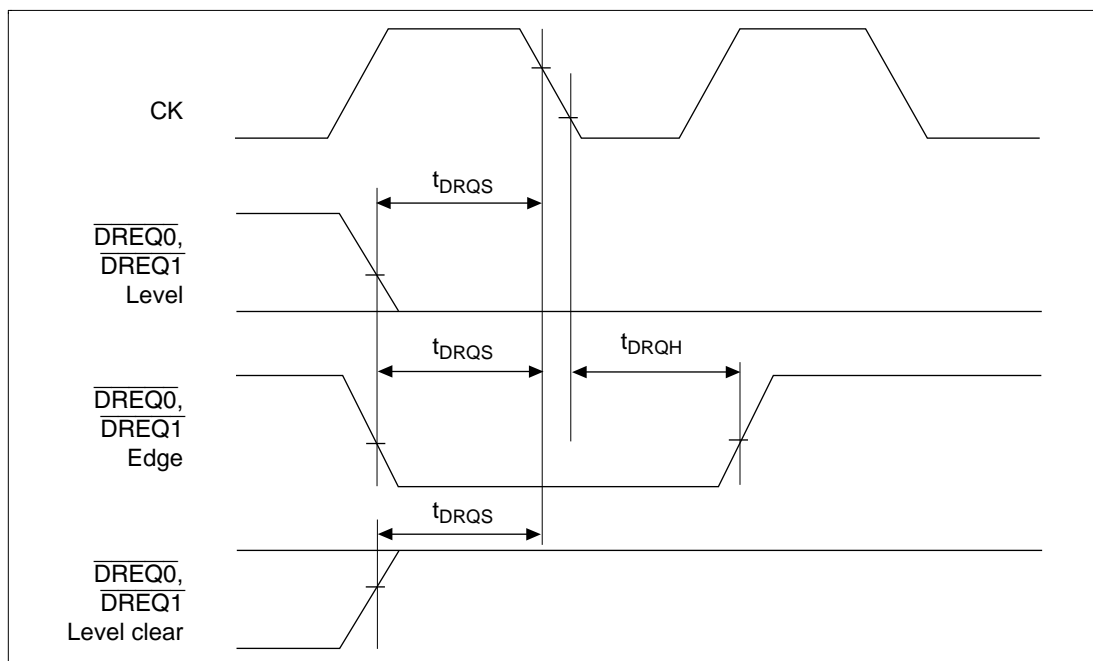 CK
tDRQS
DREQ0,
DREQ1
Level
tDRQS
tDRQH
DREQ0,
DREQ1
Edge
tDRQS
DREQ0,
DREQ1
Level clear